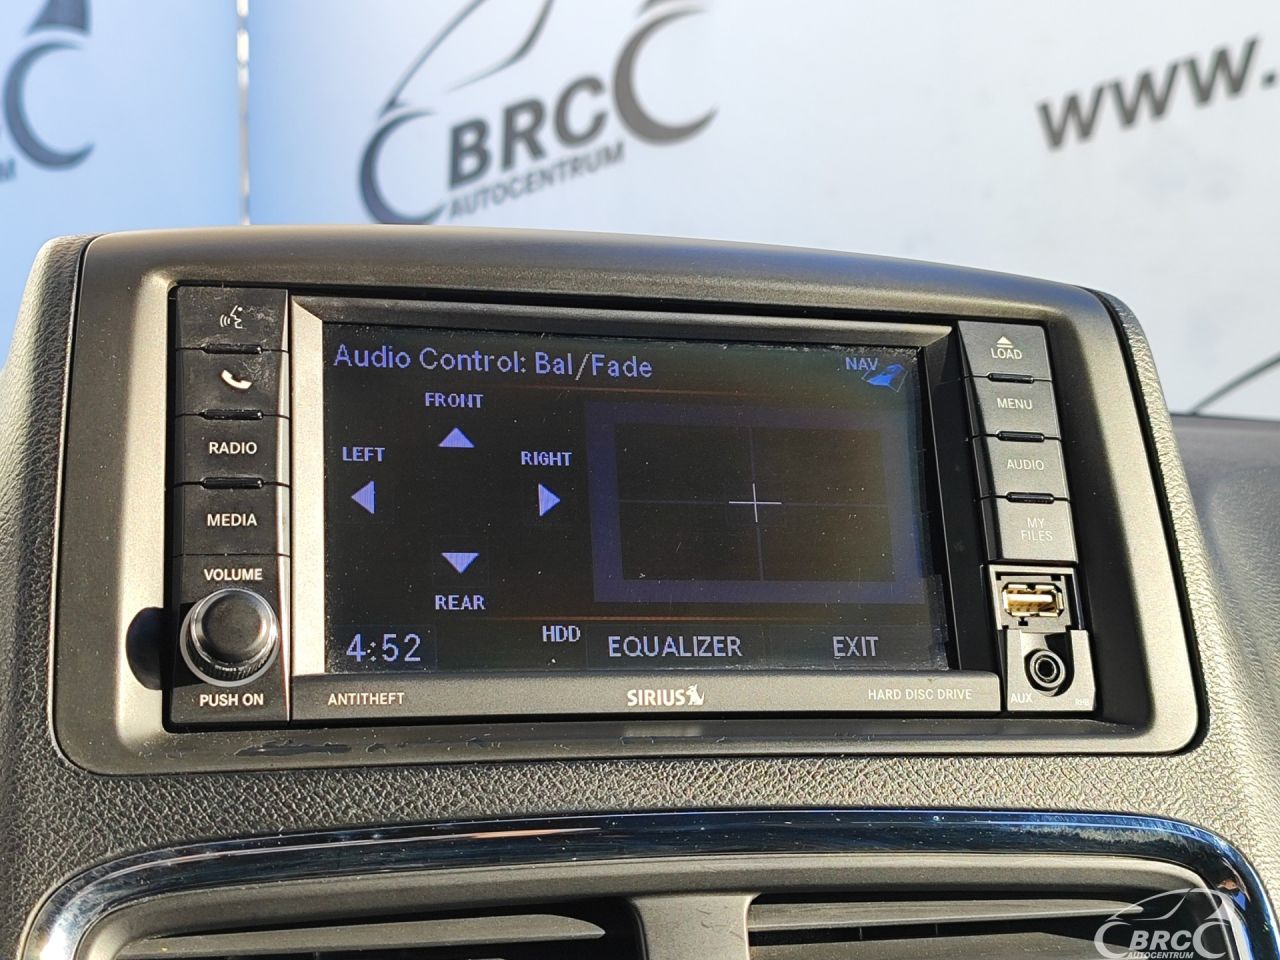 BRC
AUTOCENTRUM
www.
UM
Audio Control: Bal/Fade
NAV
FRONT
LEFT
RIGHT
REAR
4:52
HDD
EQUALIZER
EXIT
RADIO
MEDIA
VOLUME
PUSH ON
LOAD
MENU
AUDIO
MY
FILES
AUX
ANTITHEFT
SIRIUS
HARD DISC DRIVE
BRC
AUTOCENTRUM